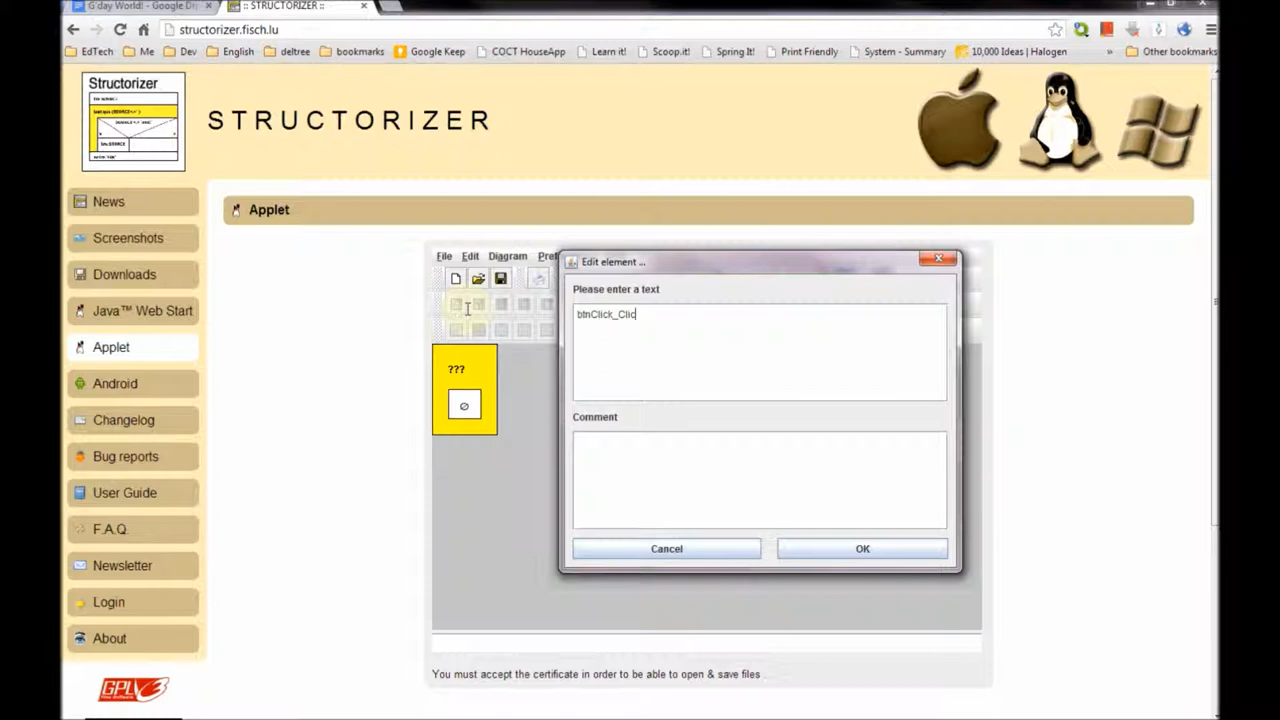 G'day World! - Google Dr
:: STRUCTORIZER ::
structorizer.fisch.lu
EdTech Me Dev English deltree bookmarks Google Keep COCT HouseApp Learn it! Scoop.it! Spring It! Print Friendly System - Summary 10,000 Ideas | Halogen » Other bookmarks
Structorizer
STRUCTORIZER
News
Screenshots
Downloads
Java™ Web Start
Applet
Android
Changelog
Bug reports
User Guide
F.A.Q.
Newsletter
Login
About
GPL v3
Applet
File Edit Diagram Pref
???
Edit element ...
Please enter a text
btnClick_Clic
Comment
Cancel OK
You must accept the certificate in order to be able to open & save files